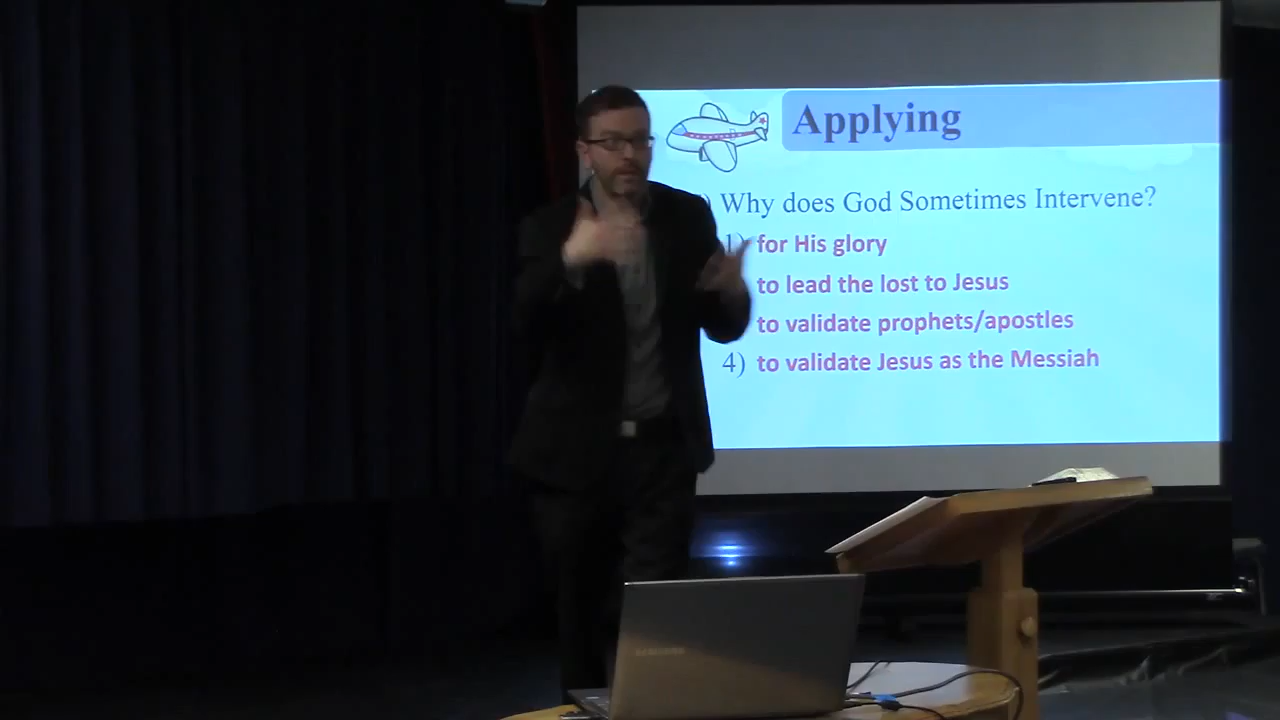 Applying
) Why does God Sometimes Intervene?
1) for His glory
to lead the lost to Jesus
to validate prophets/apostles
4) to validate Jesus as the Messiah
SAMSUNG